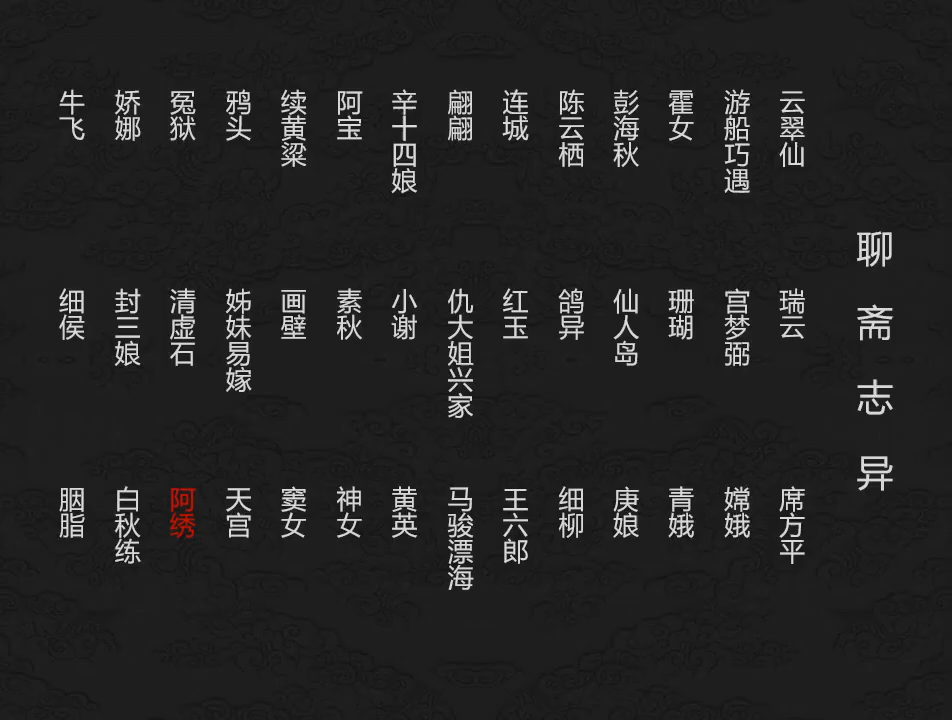 聊斋志异
云翠仙
游船巧遇
霍女
彭海秋
陈云栖
连城
翩翩
辛十四娘
阿宝
续黄粱
鸦头
冤狱
娇娜
牛飞
瑞云
宫梦弼
珊瑚
仙人岛
鸽异
红玉
仇大姐兴家
小谢
素秋
画壁
姊妹易嫁
清虚石
封三娘
细侯
席方平
嫦娥
青娥
庚娘
细柳
王六郎
马骏漂海
黄英
神女
窦女
天宫
阿绣
白秋练
胭脂